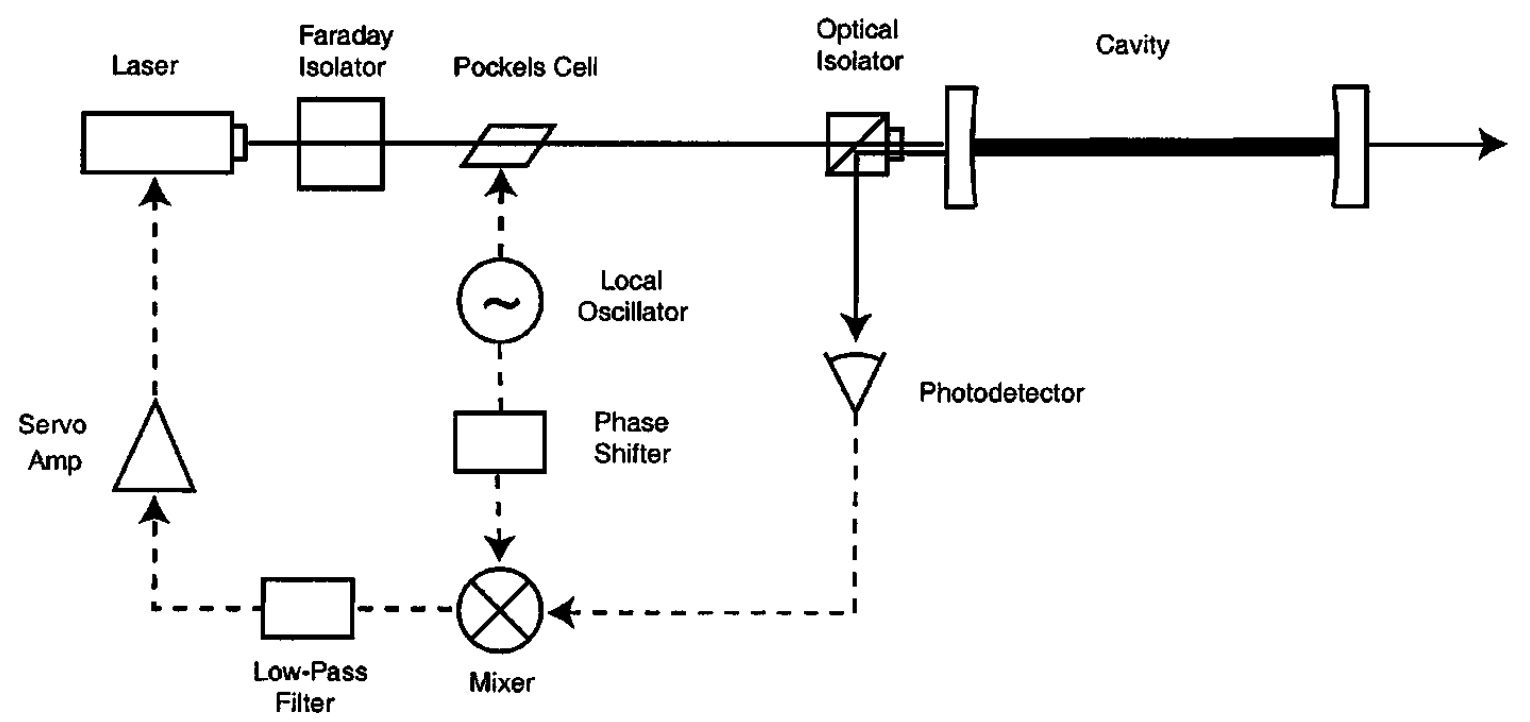 Laser
Faraday
Isolator
Pockels Cell
Optical
Isolator
Cavity
Local
Oscillator
Photodetector
Servo
Amp
Phase
Shifter
Low-Pass
Filter
Mixer